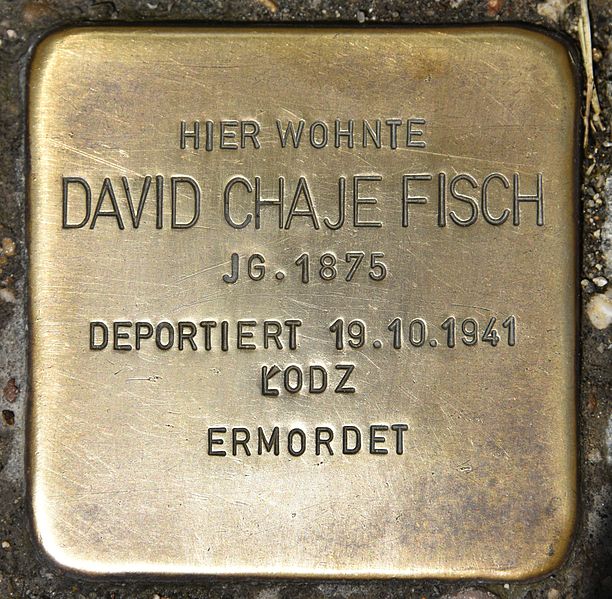 HIER WOHNTE
DAVID CHAJE FISCH
JG. 1875
DEPORTIERT 19.10.1941
ŁODZ
ERMORDET